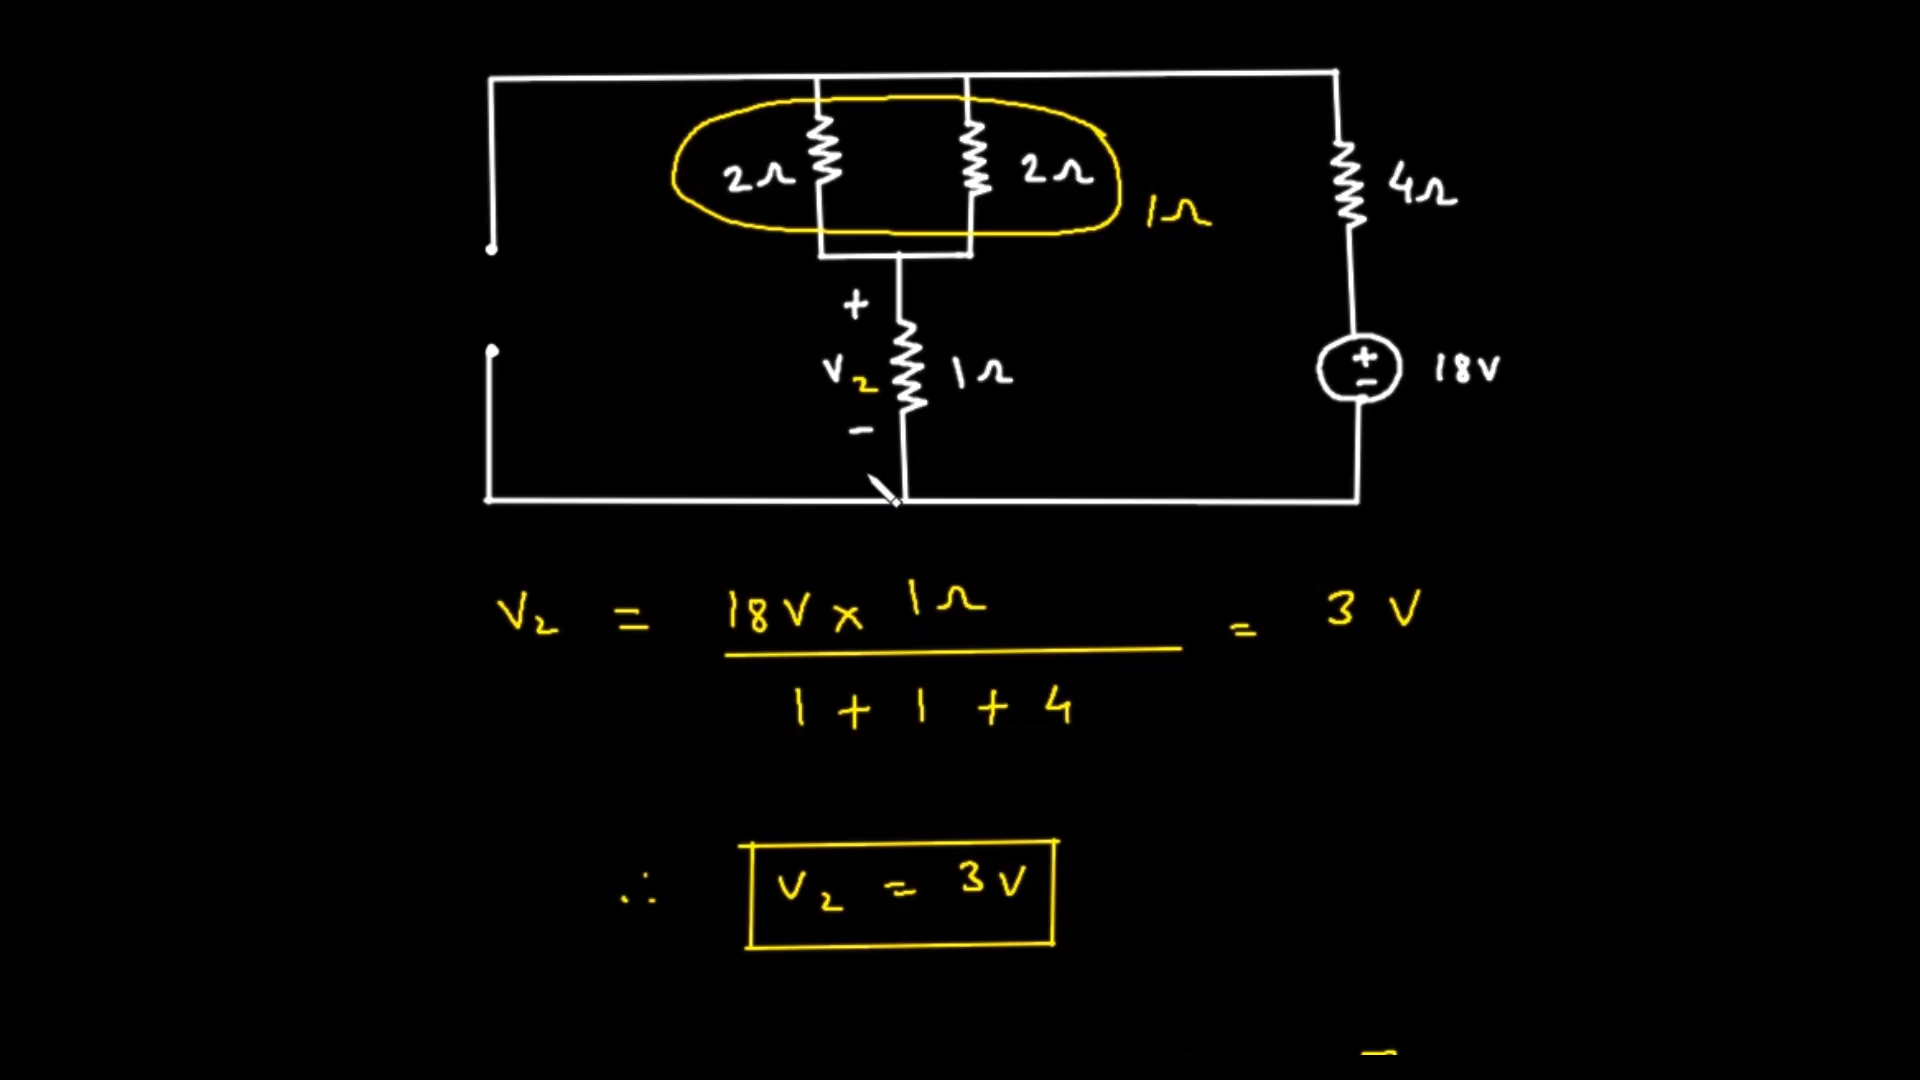 2Ω 2Ω 4Ω
1Ω
+
V2 1Ω + 18V
- -
V2 = 18V x 1Ω = 3 V
1 + 1 + 4
∴ V2 = 3V